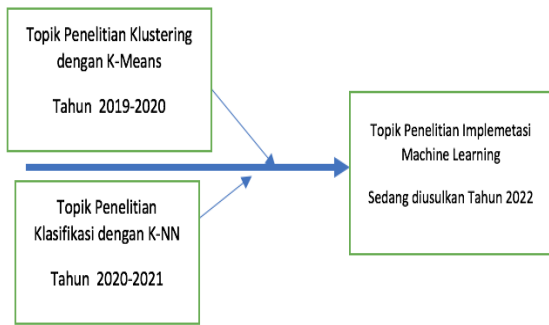 Topik Penelitian Klustering
dengan K-Means
Tahun 2019-2020
Topik Penelitian
Klasifikasi dengan K-NN
Tahun 2020-2021
Topik Penelitian Implemetasi
Machine Learning
Sedang diusulkan Tahun 2022